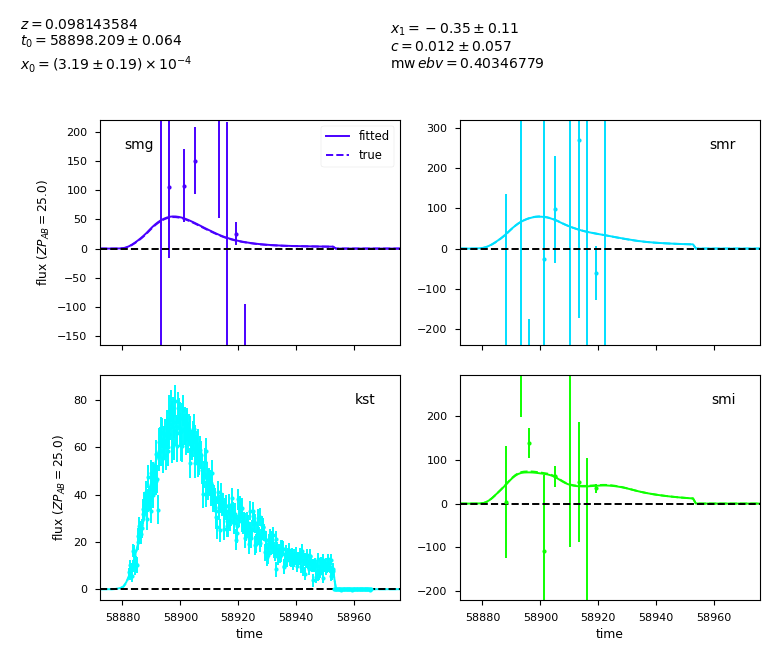 z = 0.098143584
t₀ = 58898.209 ± 0.064
x₀ = (3.19 ± 0.19) × 10⁻⁴
x₁ = −0.35 ± 0.11
c = 0.012 ± 0.057
mw ebv = 0.40346779
smg
fitted
true
200
150
100
50
0
−50
−100
−150
flux (ZP_AB = 25.0)
smr
300
200
100
0
−100
−200
kst
80
60
40
20
0
flux (ZP_AB = 25.0)
58880 58900 58920 58940 58960
time
smi
200
100
0
−100
−200
58880 58900 58920 58940 58960
time